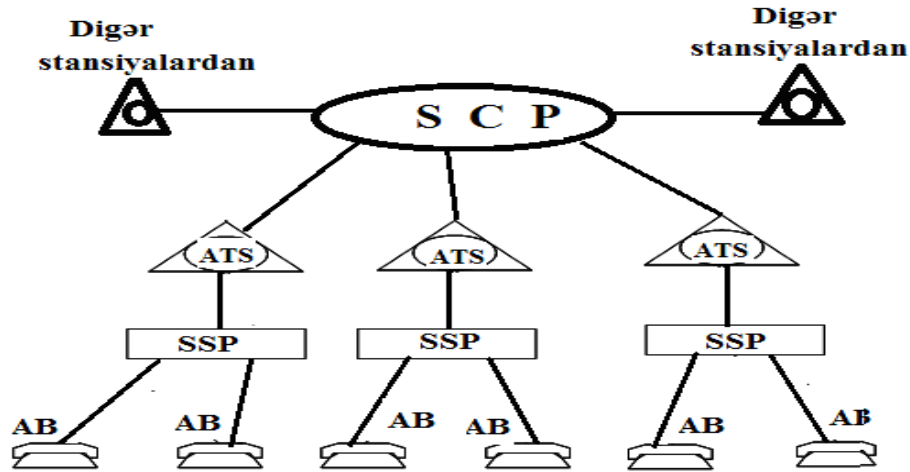 Digər
stansiyalardan
Digər
stansiyalardan
S C P
ATS
ATS
ATS
SSP
SSP
SSP
AB
AB
AB
AB
AB
AB